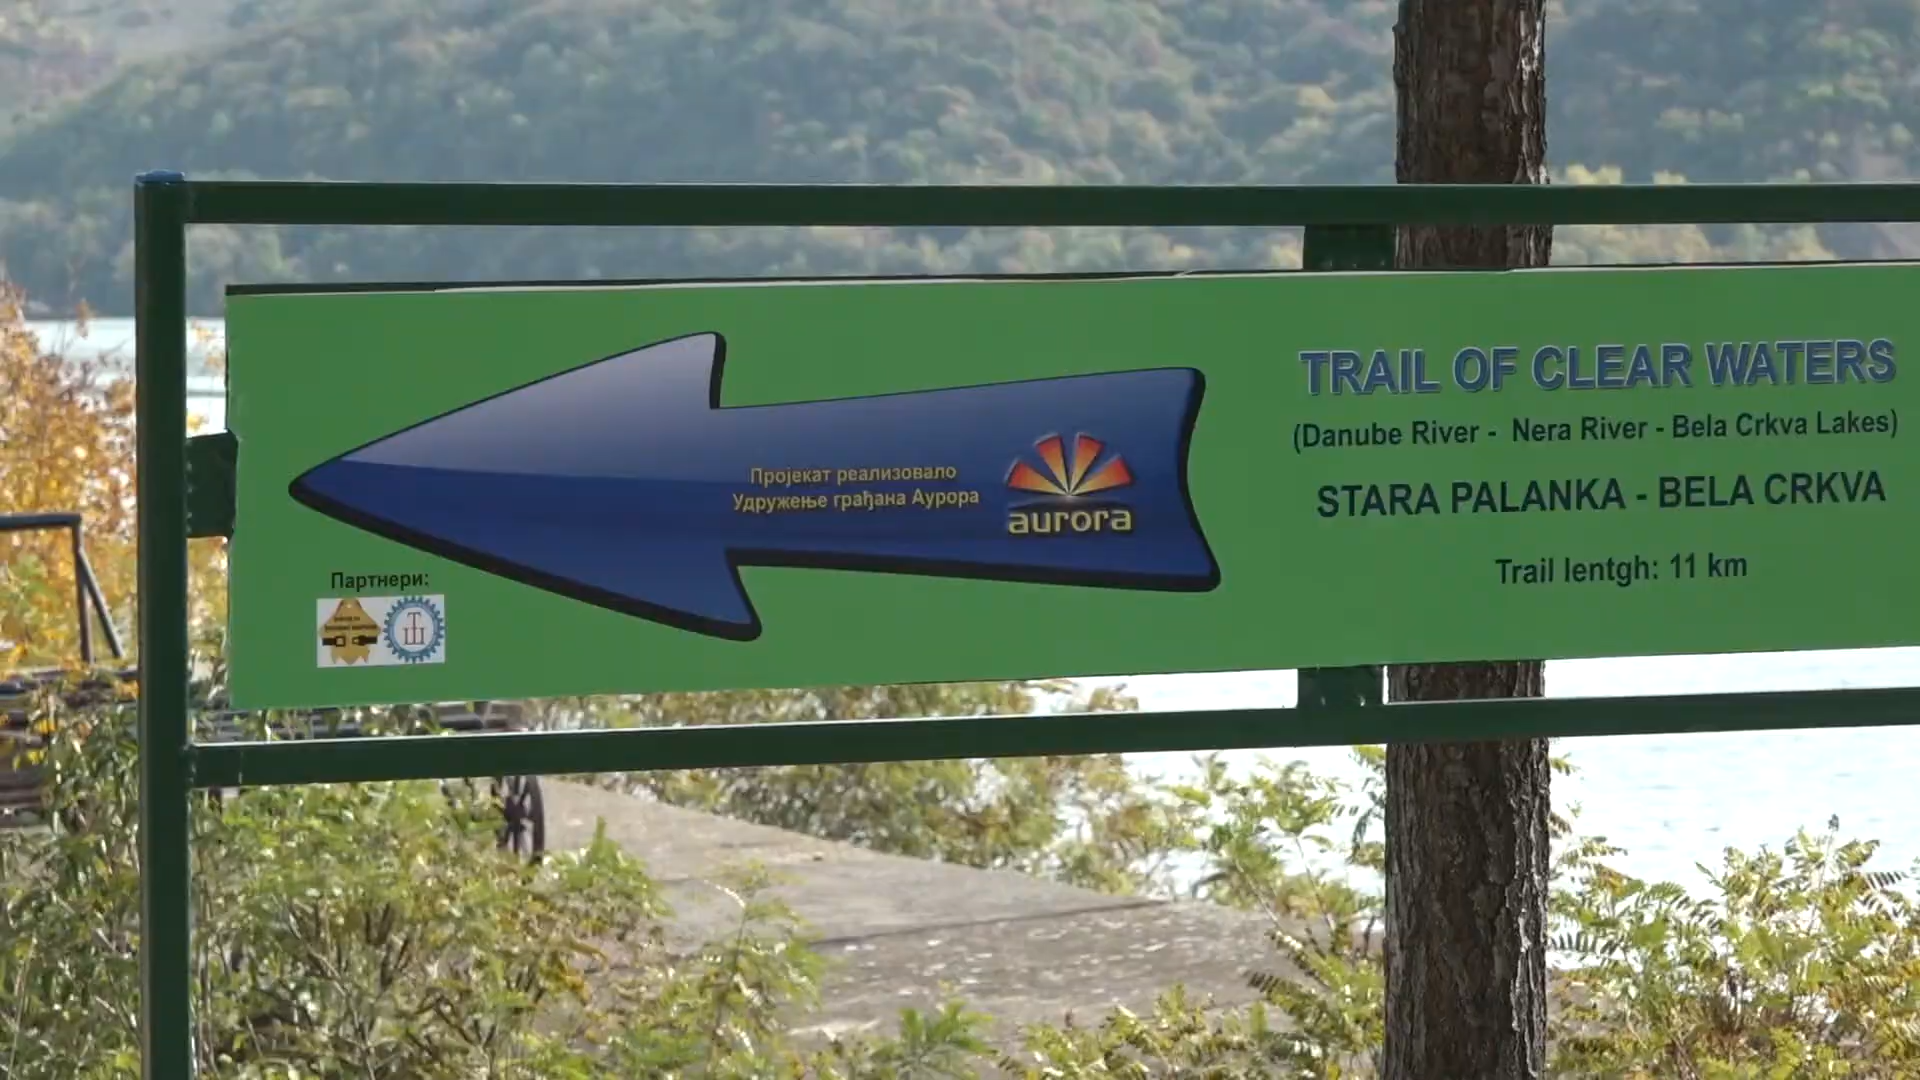 TRAIL OF CLEAR WATERS
(Danube River - Nera River - Bela Crkva Lakes)
STARA PALANKA - BELA CRKVA
Trail lentgh: 11 km
Пројекат реализовало
Удружење грађана Аурора
aurora
Партнери:
ТШ